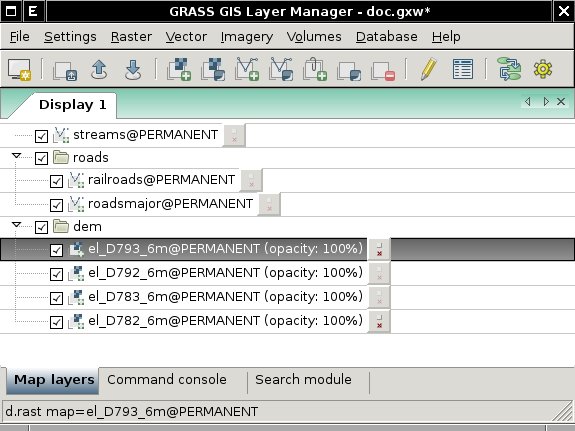 E GRASS GIS Layer Manager - doc.gxw*
File Settings Raster Vector Imagery Volumes Database Help
Display 1
streams@PERMANENT
roads
railroads@PERMANENT
roadsmajor@PERMANENT
dem
el_D793_6m@PERMANENT (opacity: 100%)
el_D792_6m@PERMANENT (opacity: 100%)
el_D783_6m@PERMANENT (opacity: 100%)
el_D782_6m@PERMANENT (opacity: 100%)
Map layers Command console Search module
d.rast map=el_D793_6m@PERMANENT